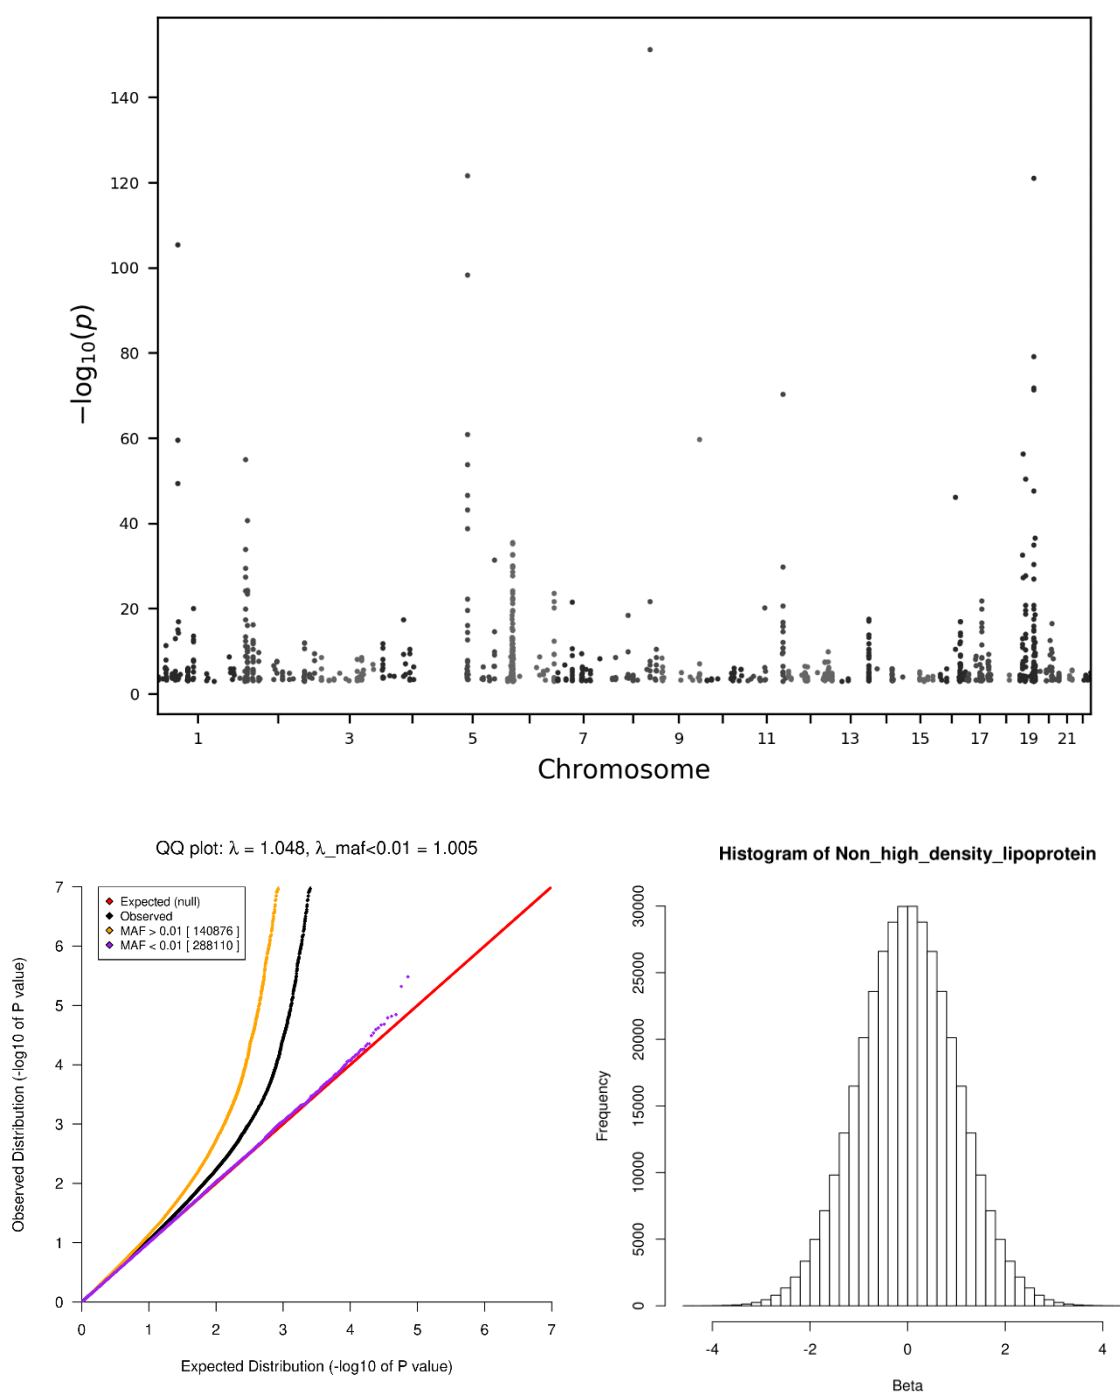 140
120
100
80
60
40
20
0
−log10(p)
1 3 5 7 9 11 13 15 17 19 21
Chromosome
QQ plot: λ = 1.048, λ_maf<0.01 = 1.005
Expected (null)
Observed
MAF > 0.01 [ 140876 ]
MAF < 0.01 [ 288110 ]
7
6
5
4
3
2
1
0
Observed Distribution (-log10 of P value)
0 1 2 3 4 5 6 7
Expected Distribution (-log10 of P value)
Histogram of Non_high_density_lipoprotein
30000
25000
20000
15000
10000
5000
0
Frequency
-4 -2 0 2 4
Beta